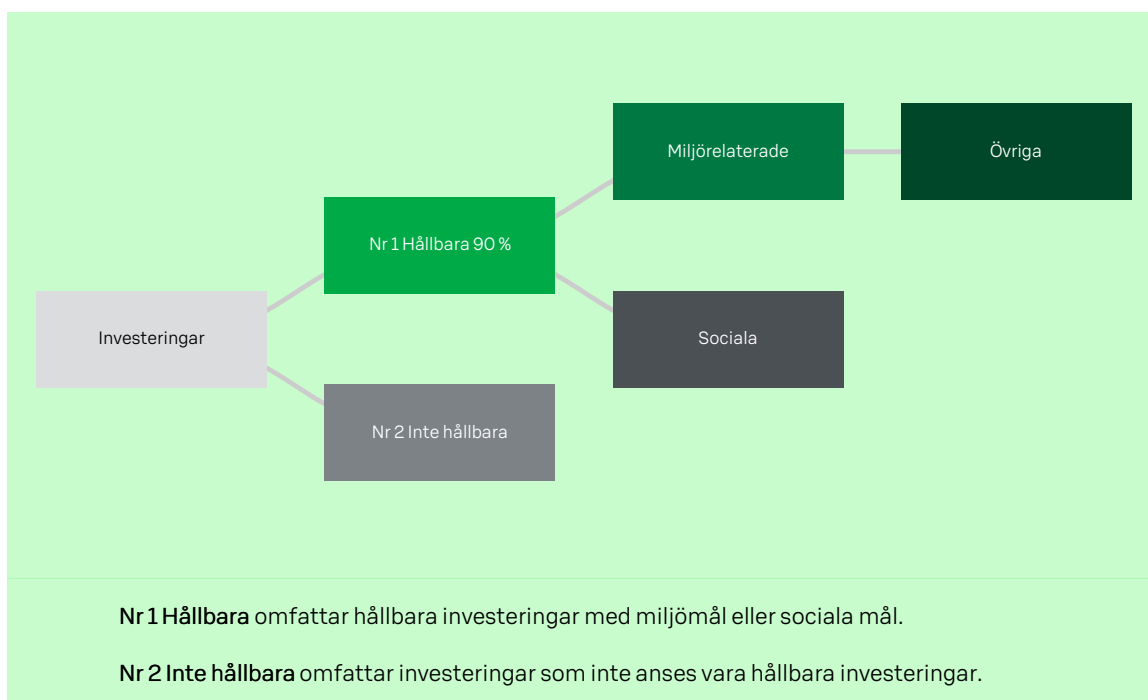 Miljörelaterade
Övriga
Nr 1 Hållbara 90 %
Investeringar
Sociala
Nr 2 Inte hållbara
Nr 1 Hållbara omfattar hållbara investeringar med miljömål eller sociala mål.
Nr 2 Inte hållbara omfattar investeringar som inte anses vara hållbara investeringar.